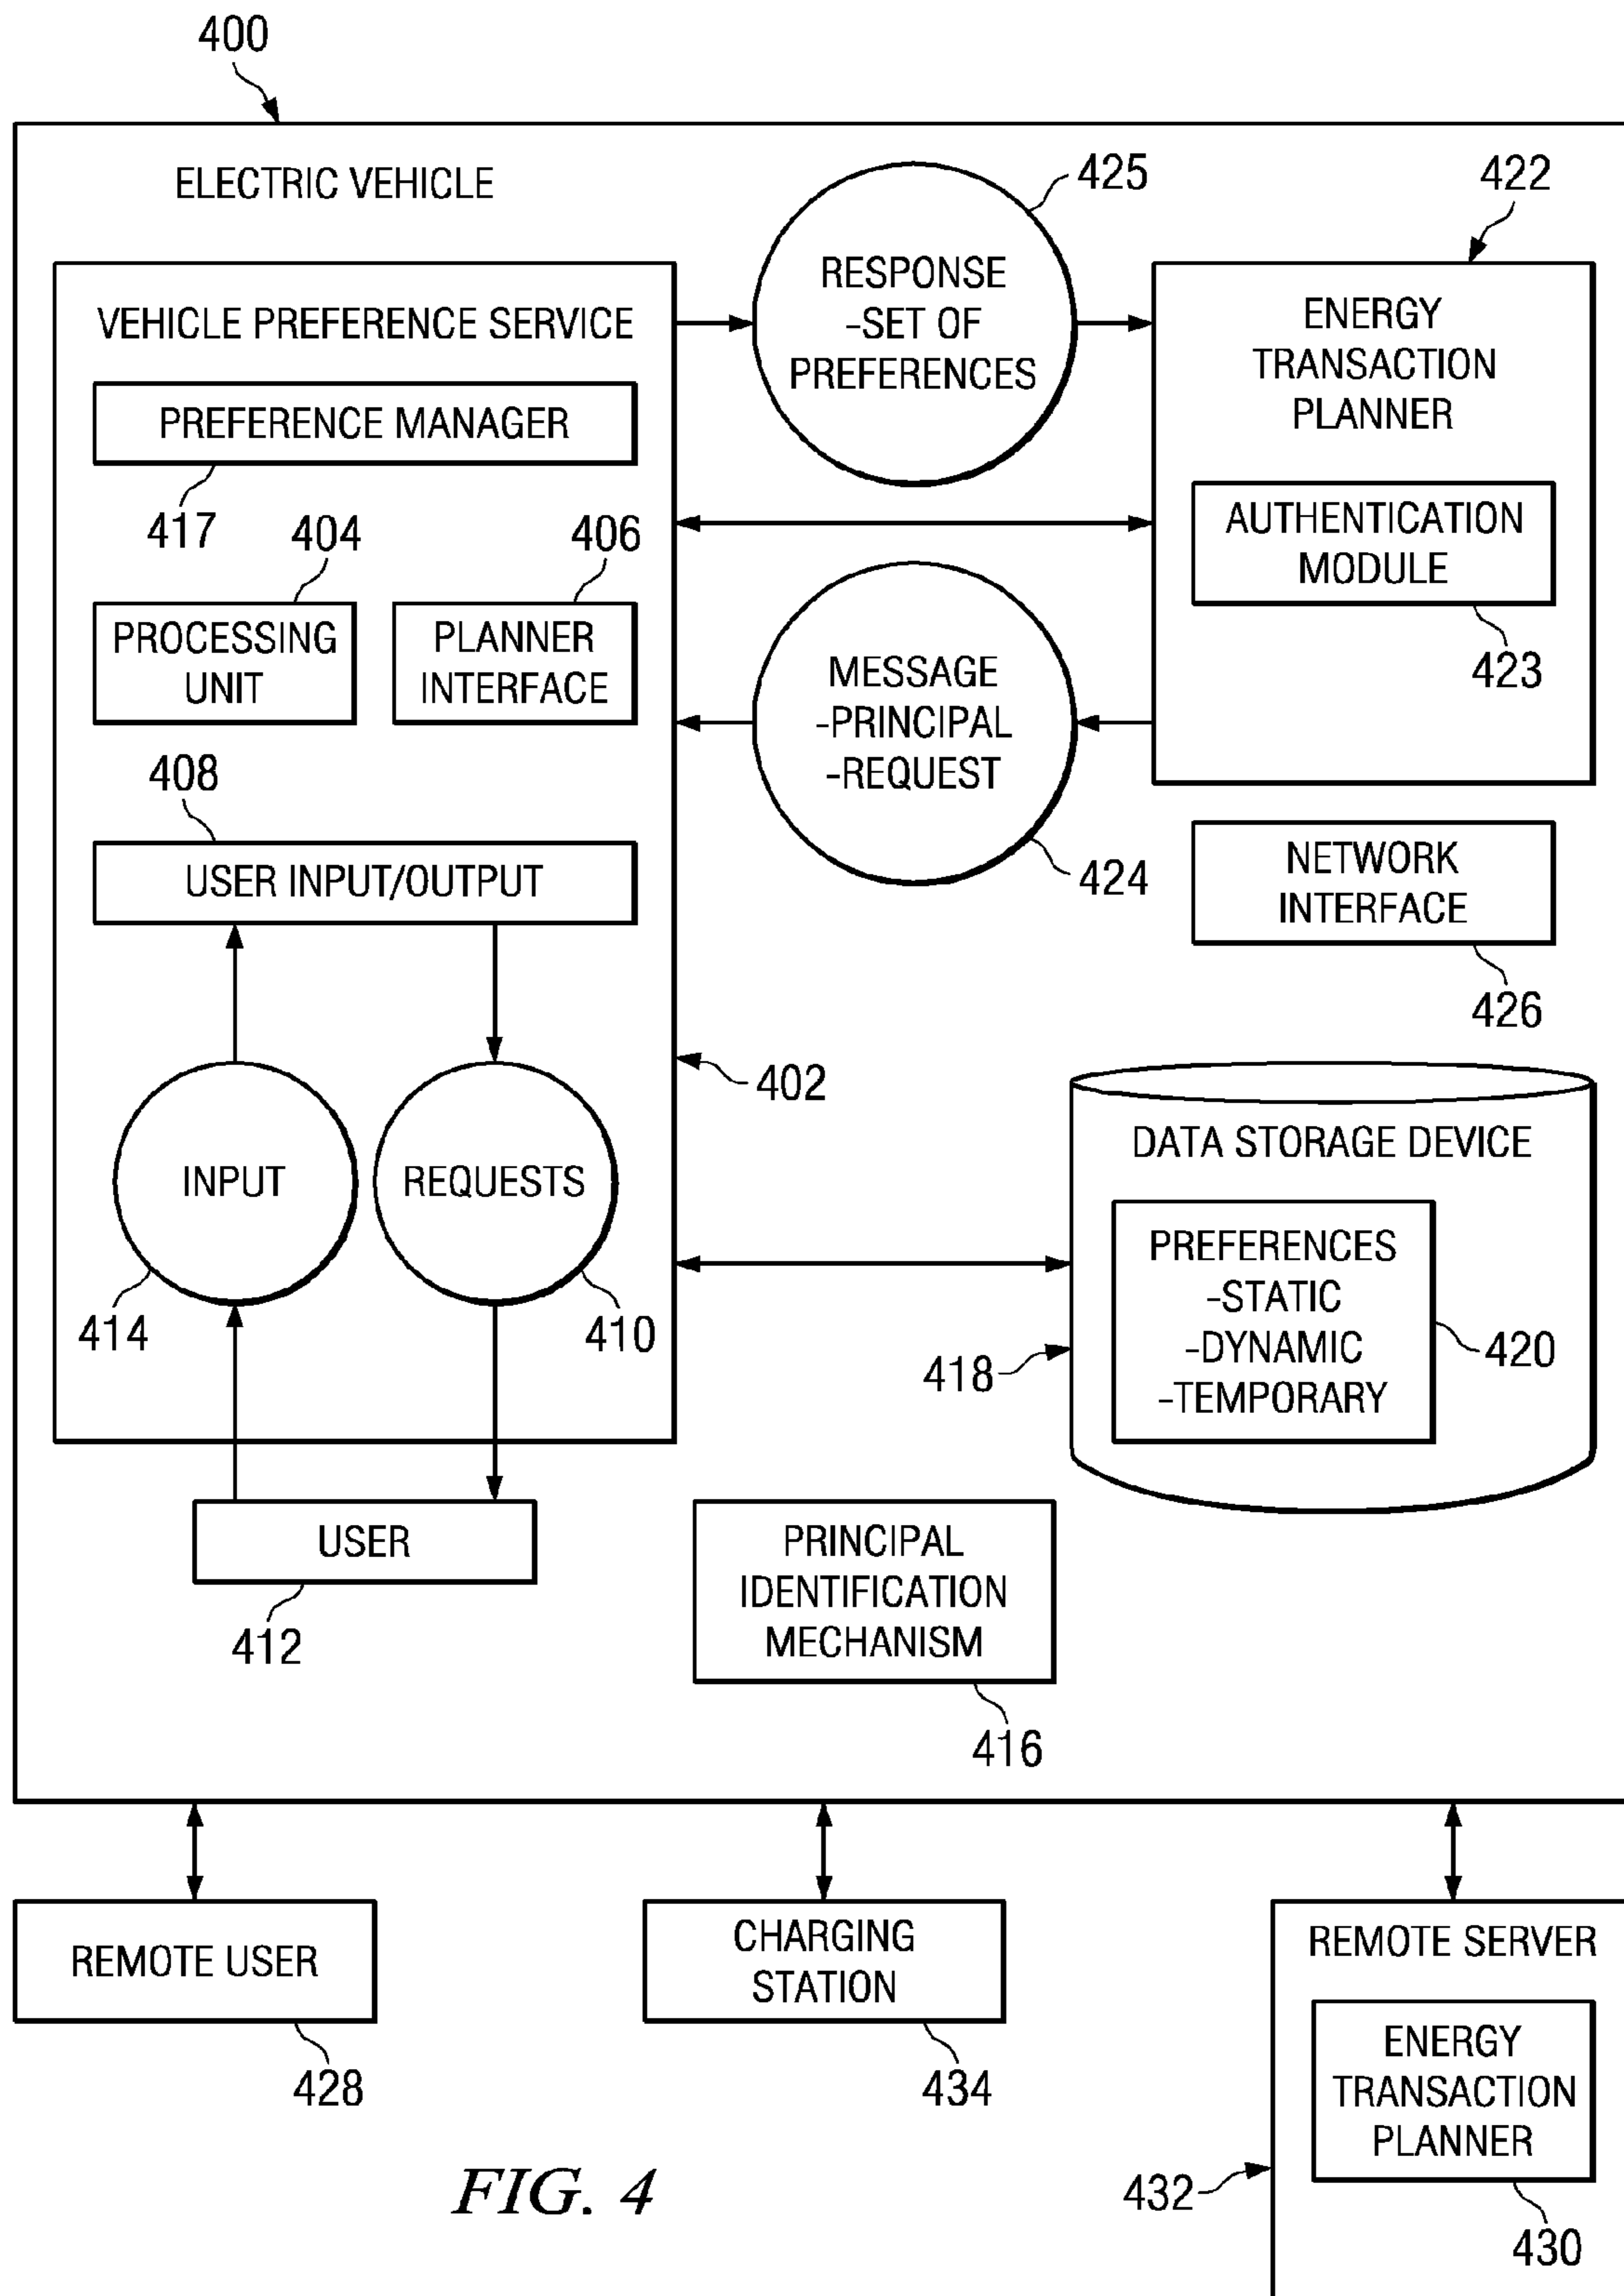 400
ELECTRIC VEHICLE
425
422
VEHICLE PREFERENCE SERVICE
PREFERENCE MANAGER
417
404
406
PROCESSING
UNIT
PLANNER
INTERFACE
408
USER INPUT/OUTPUT
INPUT
REQUESTS
414
410
402
RESPONSE
-SET OF
PREFERENCES
MESSAGE
-PRINCIPAL
-REQUEST
424
ENERGY
TRANSACTION
PLANNER
AUTHENTICATION
MODULE
423
NETWORK
INTERFACE
426
DATA STORAGE DEVICE
PREFERENCES
-STATIC
-DYNAMIC
-TEMPORARY
418
420
USER
412
PRINCIPAL
IDENTIFICATION
MECHANISM
416
REMOTE USER
428
CHARGING
STATION
434
REMOTE SERVER
ENERGY
TRANSACTION
PLANNER
432
430
FIG. 4